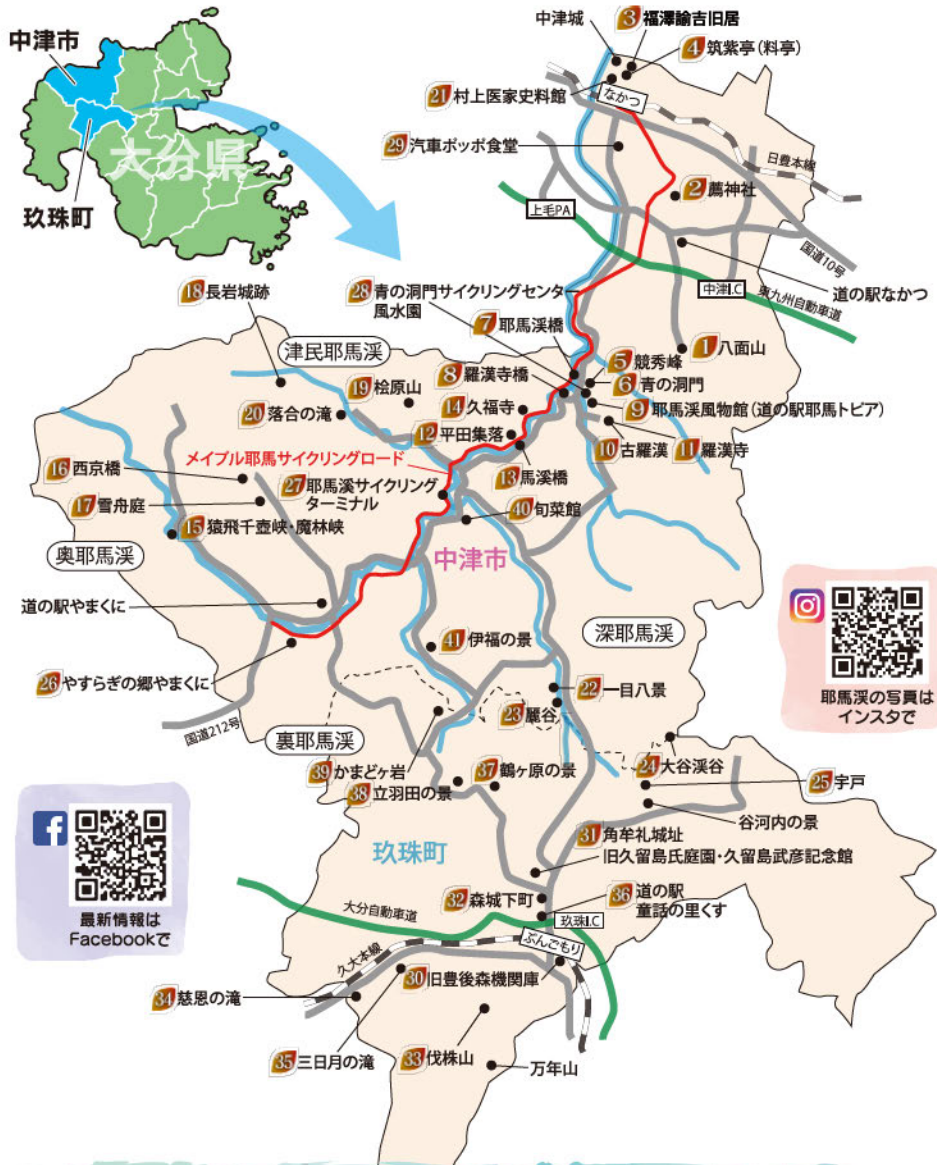 中津市
大分県
玖珠町
中津城
3 福澤諭吉旧居
4 筑紫亭(料亭)
21 村上医家史料館
なかつ
29 汽車ポッポ食堂
日豊本線
2 薦神社
上毛PA
国道10号
中津I.C
東九州自動車道
道の駅なかつ
18 長岩城跡
28 青の洞門サイクリングセンター
風水園
7 耶馬渓橋
1 八面山
津民耶馬渓
5 競秀峰
8 羅漢寺橋
6 青の洞門
19 桧原山
14 久福寺
9 耶馬渓風物館(道の駅耶馬トピア)
20 落合の滝
12 平田集落
10 古羅漢
11 羅漢寺
メイプル耶馬サイクリングロード
13 馬溪橋
16 西京橋
27 耶馬渓サイクリング
ターミナル
17 雪舟庭
40 旬菜館
15 猿飛千壺峡・魔林峡
奥耶馬渓
中津市
道の駅やまくに
深耶馬渓
41 伊福の景
耶馬渓の写真は
インスタで
26 やすらぎの郷やまくに
22 一目八景
23 麗谷
国道212号
裏耶馬渓
39 かまどヶ岩
37 鶴ヶ原の景
24 大谷渓谷
38 立羽田の景
25 宇戸
谷河内の景
31 角牟礼城址
旧久留島氏庭園・久留島武彦記念館
玖珠町
最新情報は
Facebookで
32 森城下町
36 道の駅
童話の里くす
大分自動車道
玖珠I.C
ぶんごもり
久大本線
30 旧豊後森機関庫
34 慈恩の滝
35 三日月の滝
33 伐株山
万年山